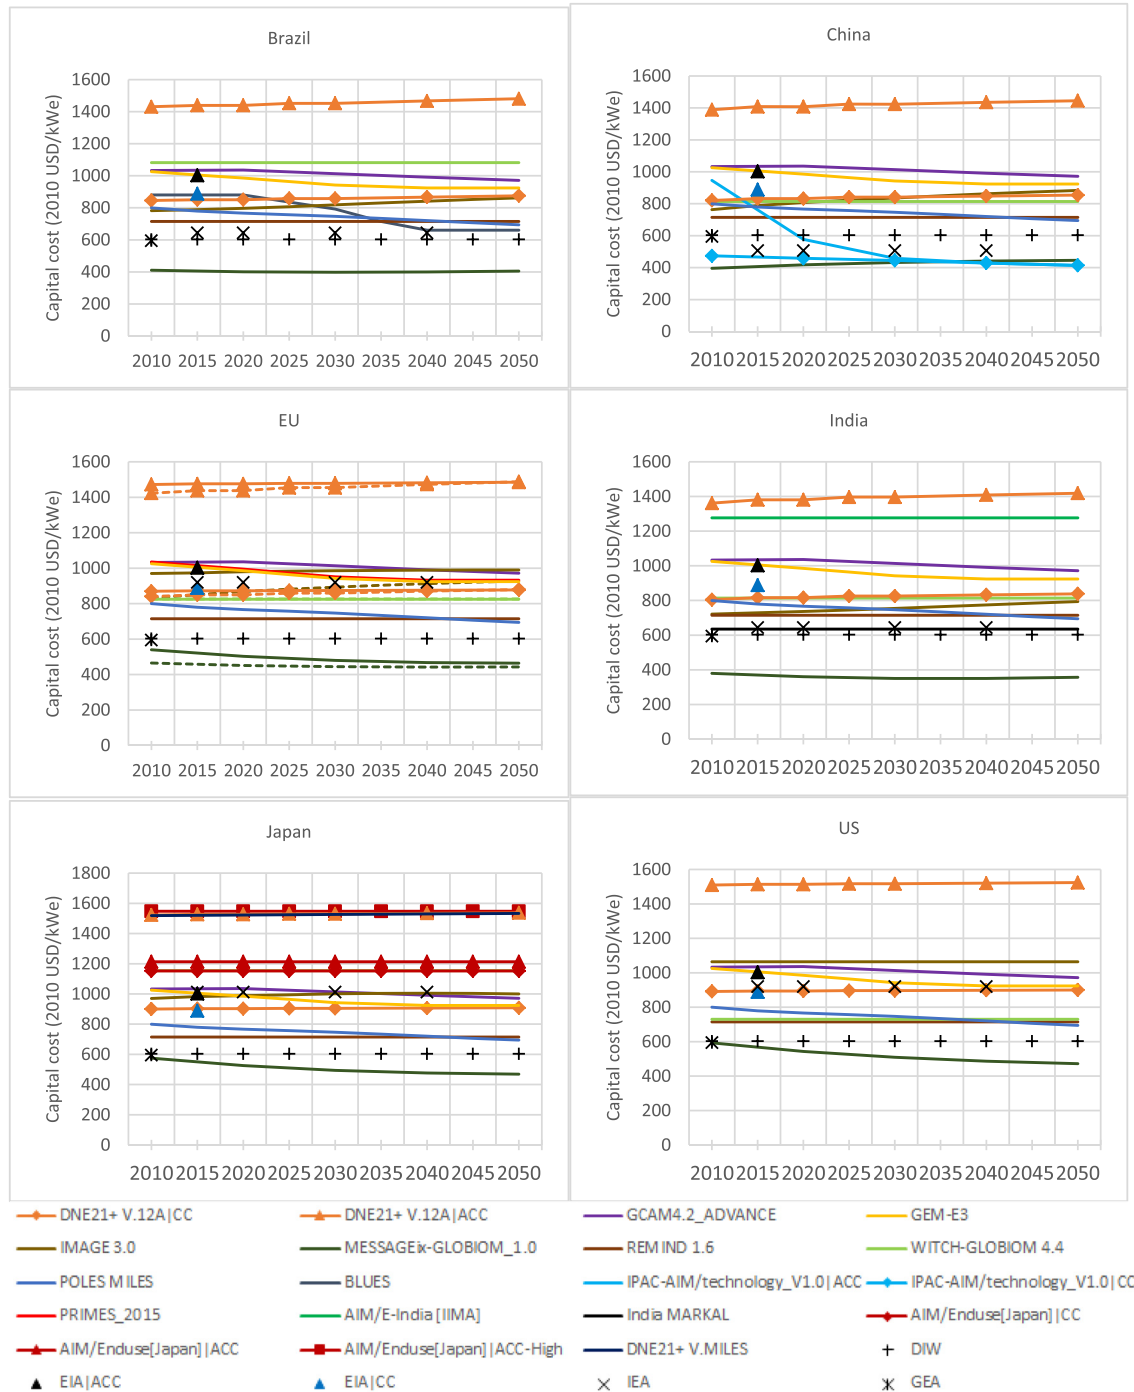 Brazil
Capital cost (2010 USD/kWe)
1600
1400
1200
1000
800
600
400
200
0
2010 2015 2020 2025 2030 2035 2040 2045 2050
China
Capital cost (2010 USD/kWe)
1600
1400
1200
1000
800
600
400
200
0
2010 2015 2020 2025 2030 2035 2040 2045 2050
EU
Capital cost (2010 USD/kWe)
1600
1400
1200
1000
800
600
400
200
0
2010 2015 2020 2025 2030 2035 2040 2045 2050
India
Capital cost (2010 USD/kWe)
1600
1400
1200
1000
800
600
400
200
0
2010 2015 2020 2025 2030 2035 2040 2045 2050
Japan
Capital cost (2010 USD/kWe)
1800
1600
1400
1200
1000
800
600
400
200
0
2010 2015 2020 2025 2030 2035 2040 2045 2050
US
Capital cost (2010 USD/kWe)
1600
1400
1200
1000
800
600
400
200
0
2010 2015 2020 2025 2030 2035 2040 2045 2050
DNE21+ V.12A|CC DNE21+ V.12A|ACC GCAM4.2_ADVANCE GEM-E3
IMAGE 3.0 MESSAGEix-GLOBIOM_1.0 REMIND 1.6 WITCH-GLOBIOM 4.4
POLES MILES BLUES IPAC-AIM/technology_V1.0|ACC IPAC-AIM/technology_V1.0|CC
PRIMES_2015 AIM/E-India [IIMA] India MARKAL AIM/Enduse[Japan]|CC
AIM/Enduse[Japan]|ACC AIM/Enduse[Japan]|ACC-High DNE21+ V.MILES DIW
EIA|ACC EIA|CC IEA GEA